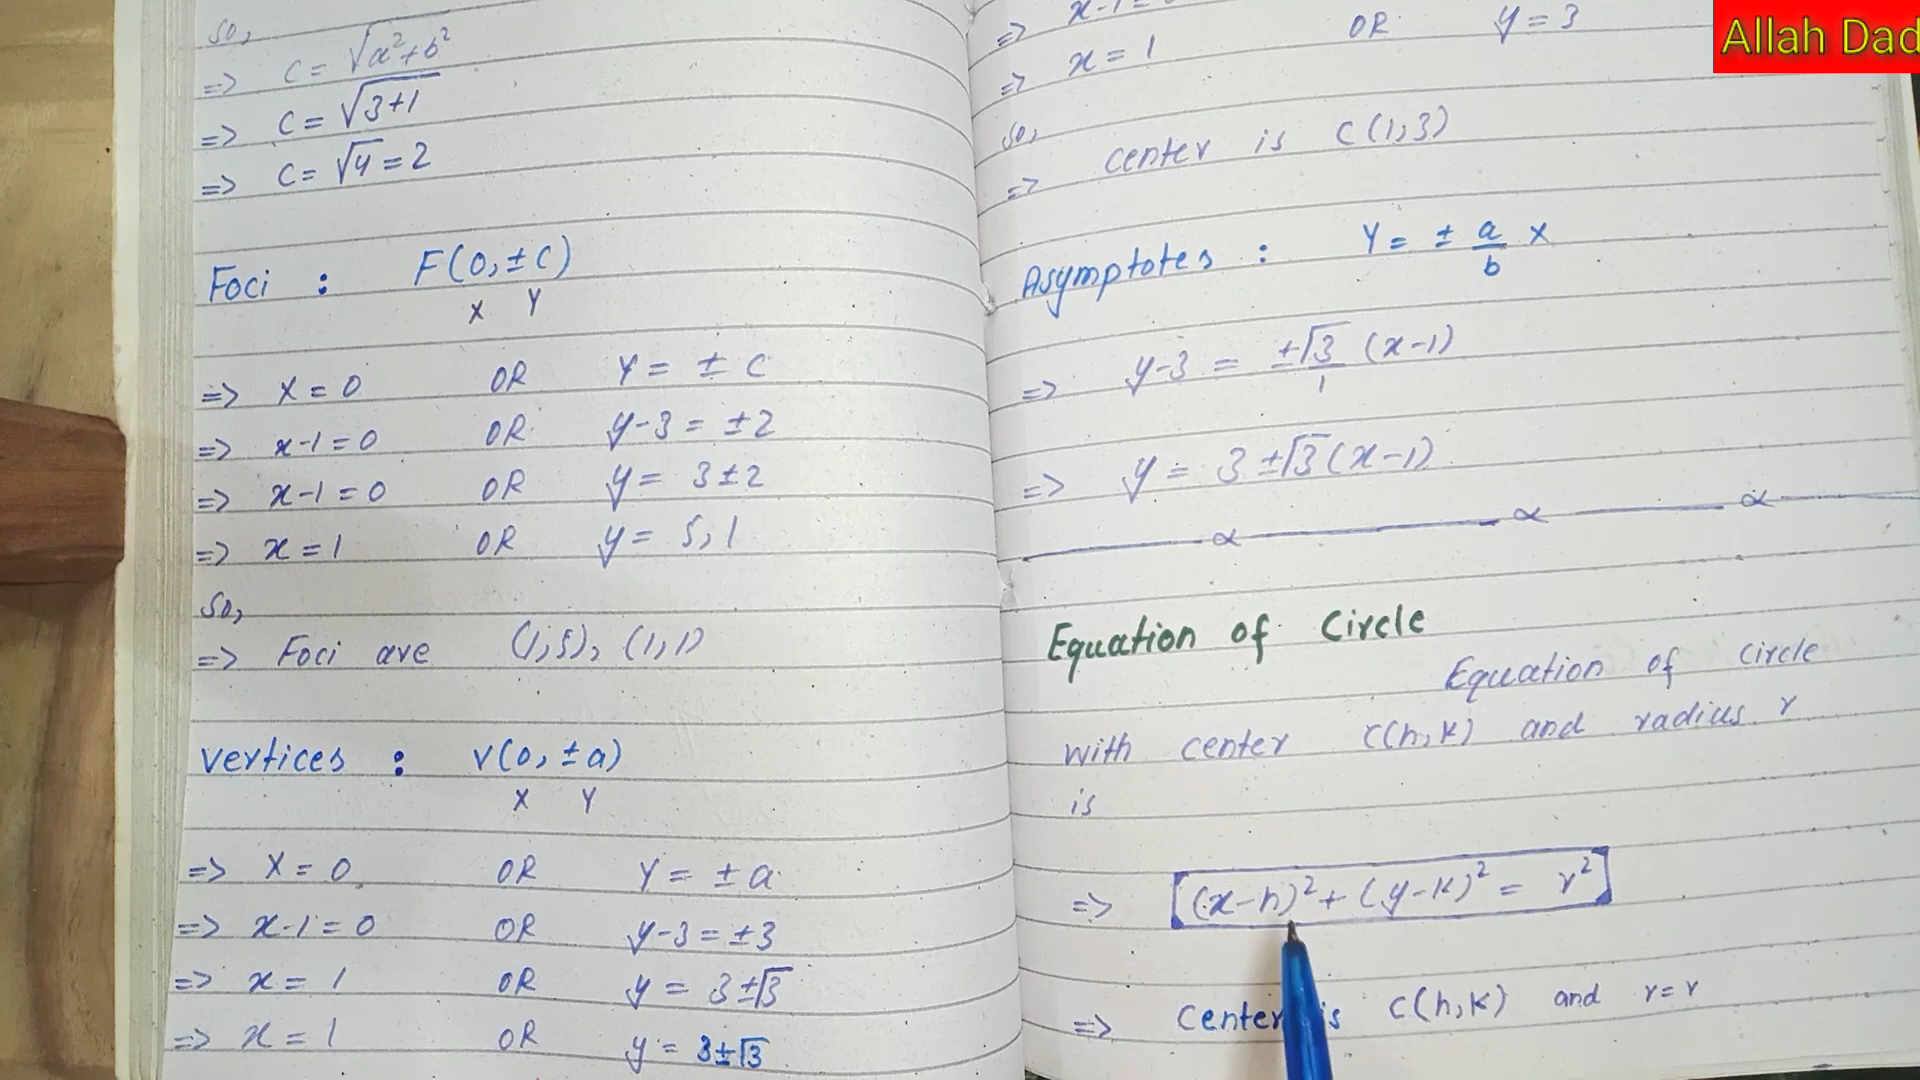 so,
=> C = √a²+b²
=> C = √3+1
=> C = √4 = 2
Foci : F(0, ± C)
X Y
=> X = 0 OR Y = ± C
=> x-1 = 0 OR y-3 = ±2
=> x-1 = 0 OR y = 3±2
=> x = 1 OR y = 5,1
So,
=> Foci are (1,5), (1,1)
vertices : V(0, ±a)
X Y
=> X = 0 OR Y = ± a
=> x-1 = 0 OR y-3 = ±3
=> x = 1 OR y = 3±√3
=> x = 1 OR y = 3±√3
=> x = 1 OR y = 3
so,
=> center is C(1,3)
Asymptotes : Y = ± a/b X
=> y-3 = ±√3/1 (x-1)
=> y = 3 ±√3(x-1)
Equation of Circle
Equation of circle
with center C(h,k) and radius r
is
=> (x-h)² + (y-k)² = r²
=> Center is C(h,k) and r=r
Allah Dad